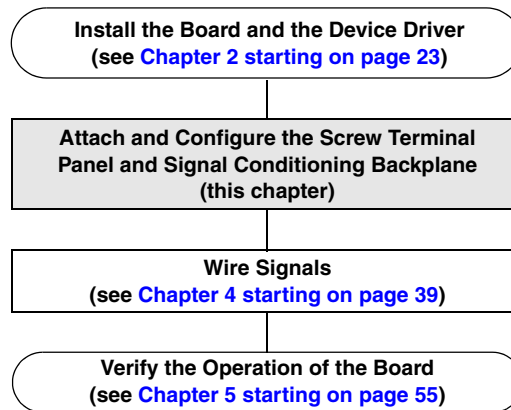 Install the Board and the Device Driver
(see Chapter 2 starting on page 23)
Attach and Configure the Screw Terminal
Panel and Signal Conditioning Backplane
(this chapter)
Wire Signals
(see Chapter 4 starting on page 39)
Verify the Operation of the Board
(see Chapter 5 starting on page 55)